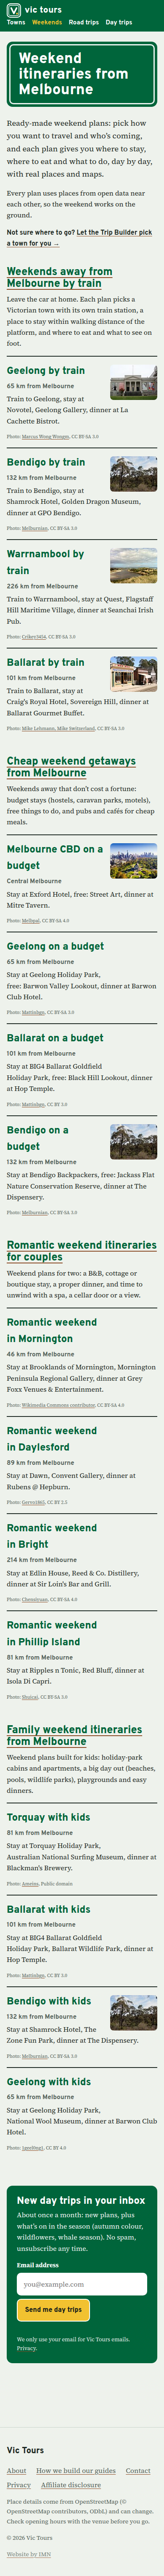 vic tours
Towns Weekends Road trips Day trips
Weekend
itineraries from
Melbourne
Ready-made weekend plans: pick how
you want to travel and who's coming,
and each plan gives you where to stay,
where to eat and what to do, day by day,
with real places and maps.
Every plan uses places from open data near
each other, so the weekend works on the
ground.
Not sure where to go? Let the Trip Builder pick
a town for you →
Weekends away from
Melbourne by train
Leave the car at home. Each plan picks a
Victorian town with its own train station, a
place to stay within walking distance of the
platform, and where to eat and what to see on
foot.
Geelong by train
65 km from Melbourne
Train to Geelong, stay at
Novotel, Geelong Gallery, dinner at La
Cachette Bistrot.
Photo: Marcus Wong Wongm, CC BY-SA 3.0
Bendigo by train
132 km from Melbourne
Train to Bendigo, stay at
Shamrock Hotel, Golden Dragon Museum,
dinner at GPO Bendigo.
Photo: Melburnian, CC BY-SA 3.0
Warrnambool by
train
226 km from Melbourne
Train to Warrnambool, stay at Quest, Flagstaff
Hill Maritime Village, dinner at Seanchai Irish
Pub.
Photo: Crikey3454, CC BY-SA 3.0
Ballarat by train
101 km from Melbourne
Train to Ballarat, stay at
Craig's Royal Hotel, Sovereign Hill, dinner at
Ballarat Gourmet Buffet.
Photo: Mike Lehmann, Mike Switzerland, CC BY-SA 3.0
Cheap weekend getaways
from Melbourne
Weekends away that don't cost a fortune:
budget stays (hostels, caravan parks, motels),
free things to do, and pubs and cafés for cheap
meals.
Melbourne CBD on a
budget
Central Melbourne
Stay at Exford Hotel, free: Street Art, dinner at
Mitre Tavern.
Photo: Melbpal, CC BY-SA 4.0
Geelong on a budget
65 km from Melbourne
Stay at Geelong Holiday Park,
free: Barwon Valley Lookout, dinner at Barwon
Club Hotel.
Photo: Mattinbgn, CC BY-SA 3.0
Ballarat on a budget
101 km from Melbourne
Stay at BIG4 Ballarat Goldfield
Holiday Park, free: Black Hill Lookout, dinner
at Hop Temple.
Photo: Mattinbgn, CC BY 3.0
Bendigo on a
budget
132 km from Melbourne
Stay at Bendigo Backpackers, free: Jackass Flat
Nature Conservation Reserve, dinner at The
Dispensery.
Photo: Melburnian, CC BY-SA 3.0
Romantic weekend itineraries
for couples
Weekend plans for two: a B&B, cottage or
boutique stay, a proper dinner, and time to
unwind with a spa, a cellar door or a view.
Romantic weekend
in Mornington
46 km from Melbourne
Stay at Brooklands of Mornington, Mornington
Peninsula Regional Gallery, dinner at Grey
Foxx Venues & Entertainment.
Photo: Wikimedia Commons contributor, CC BY-SA 4.0
Romantic weekend
in Daylesford
89 km from Melbourne
Stay at Dawn, Convent Gallery, dinner at
Rubens @ Hepburn.
CC BY 2.5
Romantic weekend
in Bright
214 km from Melbourne
Stay at Edlin House, Reed & Co. Distillery,
dinner at Sir Loin's Bar and Grill.
CC BY-SA 4.0
Romantic weekend
in Phillip Island
81 km from Melbourne
Stay at Ripples n Tonic, Red Bluff, dinner at
Isola Di Capri.
CC BY-SA 3.0
Family weekend itineraries
from Melbourne
Weekend plans built for kids: holiday-park
cabins and apartments, a big day out (beaches,
pools, wildlife parks), playgrounds and easy
dinners.
Torquay with kids
81 km from Melbourne
Stay at Torquay Holiday Park,
Australian National Surfing Museum, dinner at
Blackman's Brewery.
Public domain
Ballarat with kids
101 km from Melbourne
Stay at BIG4 Ballarat Goldfield
Holiday Park, Ballarat Wildlife Park, dinner at
Hop Temple.
Photo: Mattinbgn, CC BY 3.0
Bendigo with kids
132 km from Melbourne
Stay at Shamrock Hotel, The
Zone Fun Park, dinner at The Dispensery.
Photo: Melburnian, CC BY-SA 3.0
Geelong with kids
65 km from Melbourne
Stay at Geelong Holiday Park,
National Wool Museum, dinner at Barwon Club
Hotel.
CC BY 4.0
New day trips in your inbox
About once a month: new plans, plus
what's on in the season (autumn colour,
wildflowers, whale season). No spam,
unsubscribe any time.
Email address
you@example.com
Send me day trips
We only use your email for Vic Tours emails.
Privacy.
Vic Tours
About How we build our guides Contact
Privacy Affiliate disclosure
Place details come from OpenStreetMap (©
OpenStreetMap contributors, ODbL) and can change.
Check opening hours with the venue before you go.
© 2026 Vic Tours
Website by IMN